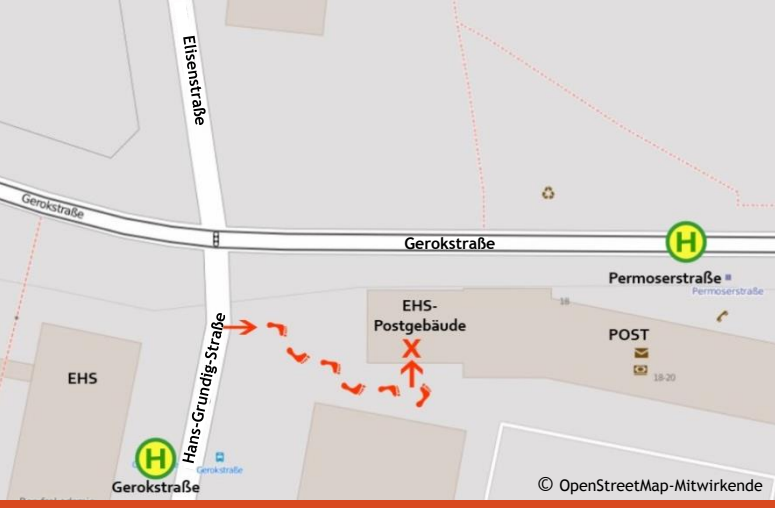 Elisenstraße
Gerokstraße
Gerokstraße
H
Permoserstraße
Permoserstraße
EHS-
Postgebäude
X
16
POST
18-20
Hans-Grundig-Straße
EHS
H
Gerokstraße
Gerokstraße
© OpenStreetMap-Mitwirkende